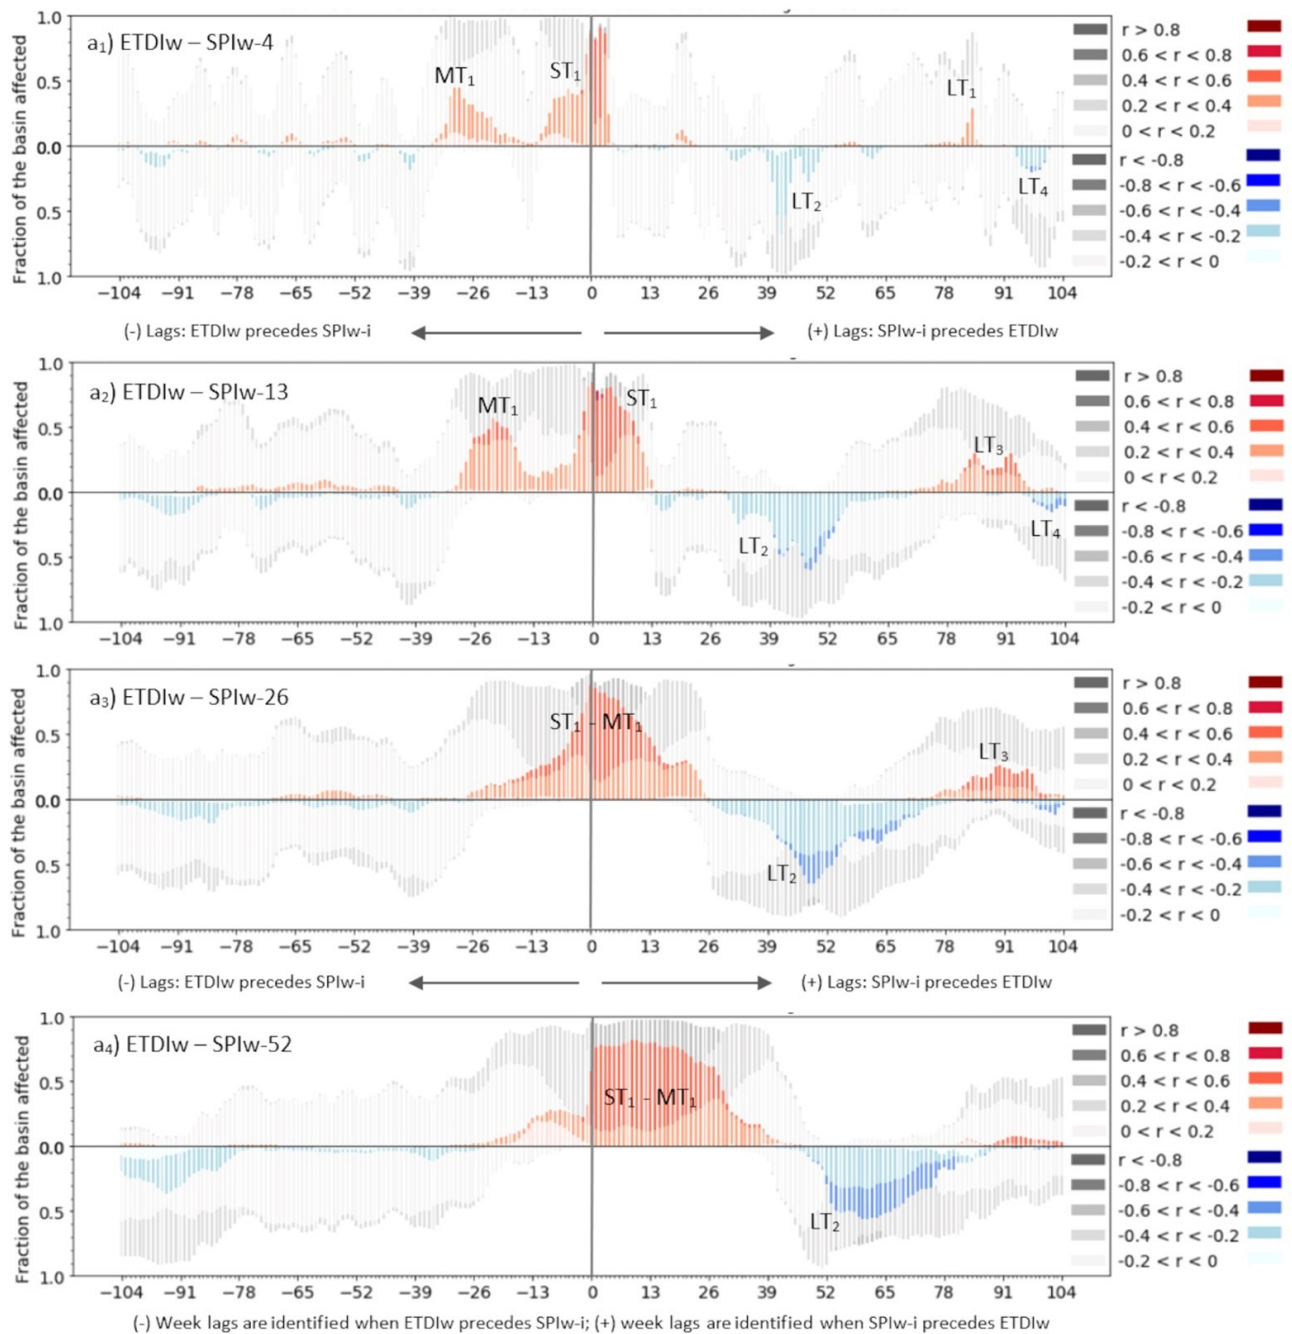 a₁) ETDIw – SPIw-4
Fraction of the basin affected
1.0
0.5
0.0
0.5
1.0
MT₁
ST₁
LT₁
LT₂
LT₄
r > 0.8
0.6 < r < 0.8
0.4 < r < 0.6
0.2 < r < 0.4
0 < r < 0.2
r < -0.8
-0.8 < r < -0.6
-0.6 < r < -0.4
-0.4 < r < -0.2
-0.2 < r < 0
−104 −91 −78 −65 −52 −39 −26 −13 0 13 26 39 52 65 78 91 104
(-) Lags: ETDIw precedes SPIw-i (+) Lags: SPIw-i precedes ETDIw
a₂) ETDIw – SPIw-13
Fraction of the basin affected
1.0
0.5
0.0
0.5
1.0
MT₁
ST₁
LT₃
LT₂
LT₄
r > 0.8
0.6 < r < 0.8
0.4 < r < 0.6
0.2 < r < 0.4
0 < r < 0.2
r < -0.8
-0.8 < r < -0.6
-0.6 < r < -0.4
-0.4 < r < -0.2
-0.2 < r < 0
−104 −91 −78 −65 −52 −39 −26 −13 0 13 26 39 52 65 78 91 104
a₃) ETDIw – SPIw-26
Fraction of the basin affected
1.0
0.5
0.0
0.5
1.0
ST₁ - MT₁
LT₃
LT₂
r > 0.8
0.6 < r < 0.8
0.4 < r < 0.6
0.2 < r < 0.4
0 < r < 0.2
r < -0.8
-0.8 < r < -0.6
-0.6 < r < -0.4
-0.4 < r < -0.2
-0.2 < r < 0
−104 −91 −78 −65 −52 −39 −26 −13 0 13 26 39 52 65 78 91 104
(-) Lags: ETDIw precedes SPIw-i (+) Lags: SPIw-i precedes ETDIw
a₄) ETDIw – SPIw-52
Fraction of the basin affected
1.0
0.5
0.0
0.5
1.0
ST₁ - MT₁
LT₂
r > 0.8
0.6 < r < 0.8
0.4 < r < 0.6
0.2 < r < 0.4
0 < r < 0.2
r < -0.8
-0.8 < r < -0.6
-0.6 < r < -0.4
-0.4 < r < -0.2
-0.2 < r < 0
−104 −91 −78 −65 −52 −39 −26 −13 0 13 26 39 52 65 78 91 104
(-) Week lags are identified when ETDIw precedes SPIw-i; (+) week lags are identified when SPIw-i precedes ETDIw